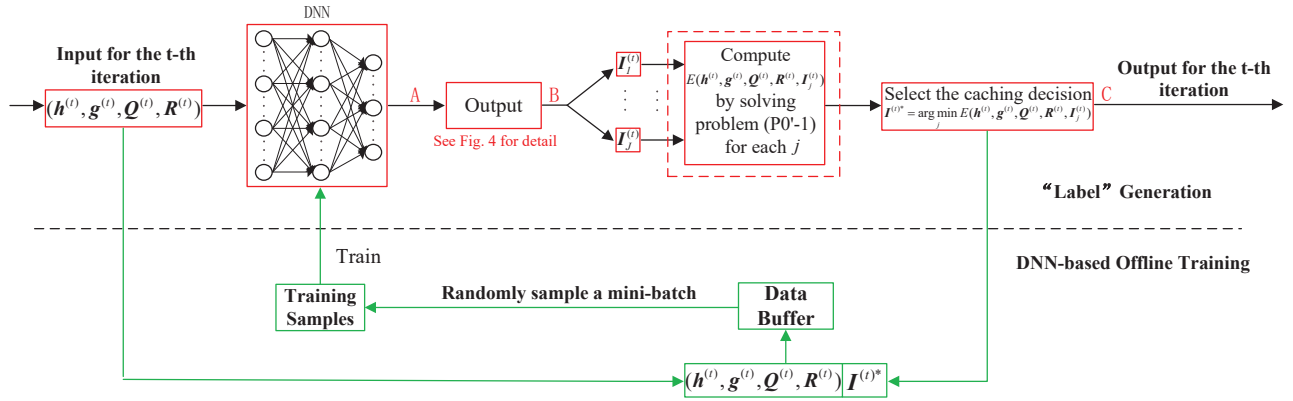 DNN
Input for the t-th
iteration
(h^{(t)}, g^{(t)}, Q^{(t)}, R^{(t)})
A
Output
See Fig. 4 for detail
B
I_1^{(t)}
I_J^{(t)}
Compute
E(h^{(t)}, g^{(t)}, Q^{(t)}, R^{(t)}, I_j^{(t)})
by solving
problem (P0'-1)
for each j
Select the caching decision
I^{(t)*} = arg min_j E(h^{(t)}, g^{(t)}, Q^{(t)}, R^{(t)}, I_j^{(t)})
C
Output for the t-th
iteration
“Label” Generation
DNN-based Offline Training
Train
Training
Samples
Randomly sample a mini-batch
Data
Buffer
(h^{(t)}, g^{(t)}, Q^{(t)}, R^{(t)}) I^{(t)*}